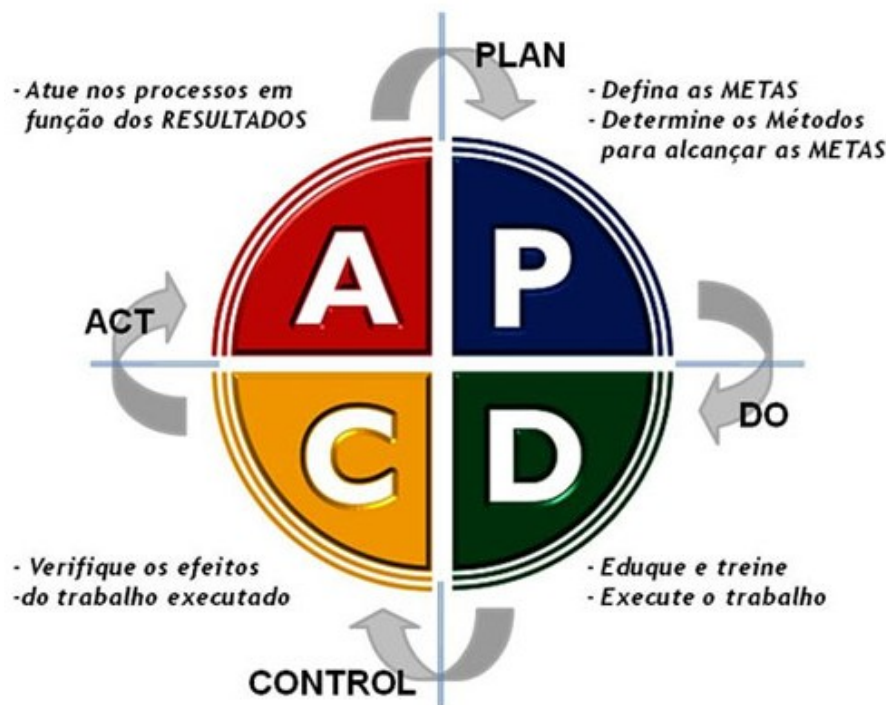 PLAN
- Atue nos processos em
função dos RESULTADOS
- Defina as METAS
- Determine os Métodos
para alcançar as METAS
A
P
ACT
DO
C
D
- Verifique os efeitos
-do trabalho executado
- Eduque e treine
- Execute o trabalho
CONTROL